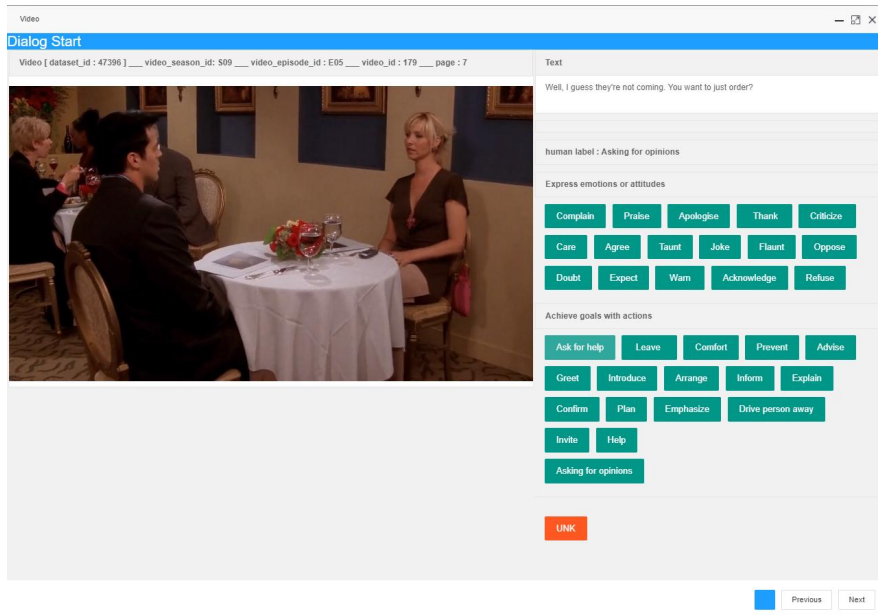 Video
Dialog Start
Video [ dataset_id : 47396 ] ___ video_season_id: S09 ___ video_episode_id : E05 ___ video_id : 179 ___ page : 7
Text
Well, I guess they're not coming. You want to just order?
human label : Asking for opinions
Express emotions or attitudes
Complain Praise Apologise Thank Criticize
Care Agree Taunt Joke Flaunt Oppose
Doubt Expect Warn Acknowledge Refuse
Achieve goals with actions
Ask for help Leave Comfort Prevent Advise
Greet Introduce Arrange Inform Explain
Confirm Plan Emphasize Drive person away
Invite Help
Asking for opinions
UNK
Previous Next